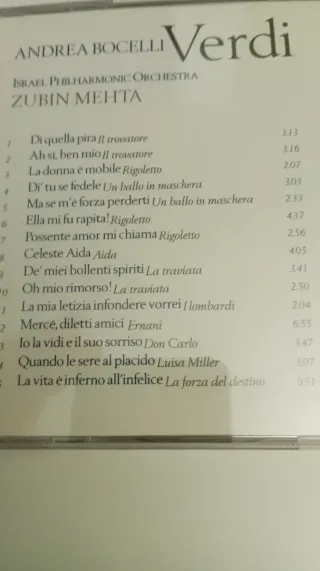 ANDREA BOCELLI Verdi
ISRAEL PHILHARMONIC ORCHESTRA
ZUBIN MEHTA
1 Di quella pira Il trovatore 3.13
2 Ah sì, ben mio Il trovatore 3.16
3 La donna è mobile Rigoletto 2.07
4 Di' tu se fedele Un ballo in maschera 3.03
5 Ma se m'è forza perderti Un ballo in maschera 2.33
6 Ella mi fu rapita! Rigoletto 4.37
7 Possente amor mi chiama Rigoletto 2.56
8 Celeste Aida Aida 4.95
9 De' miei bollenti spiriti La traviata 3.41
10 Oh mio rimorso! La traviata 2.50
1 La mia letizia infondere vorrei I lombardi 2.04
2 Mercé, diletti amici Ernani 6.53
3 Io la vidi e il suo sorriso Don Carlo 3.47
4 Quando le sere al placido Luisa Miller 3.07
5 La vita è inferno all'infelice La forza del destino 9.51